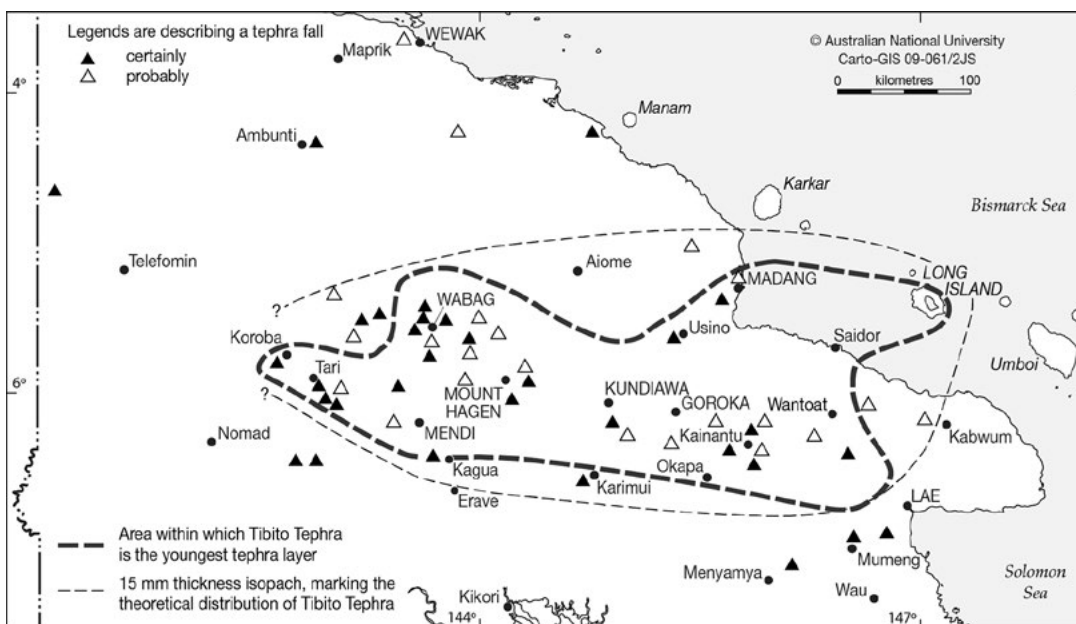 Legends are describing a tephra fall
certainly
probably
WEWAK
Maprik
© Australian National University
Carto-GIS 09-061/2JS
0 kilometres 100
4°
Manam
Ambunti
Karkar
Bismarck Sea
Telefomin
Aiome
MADANG
LONG
ISLAND
?
WABAG
Usino
Saidor
Koroba
Umboi
Tari
6°
?
MOUNT
HAGEN
KUNDIAWA
GOROKA
Wantoat
MENDI
Kainantu
Kabwum
Nomad
Kagua
Okapa
Karimui
Erave
LAE
Area within which Tibito Tephra
is the youngest tephra layer
Mumeng
15 mm thickness isopach, marking the
theoretical distribution of Tibito Tephra
Menyamya
Solomon
Sea
Wau
Kikori
144°
147°